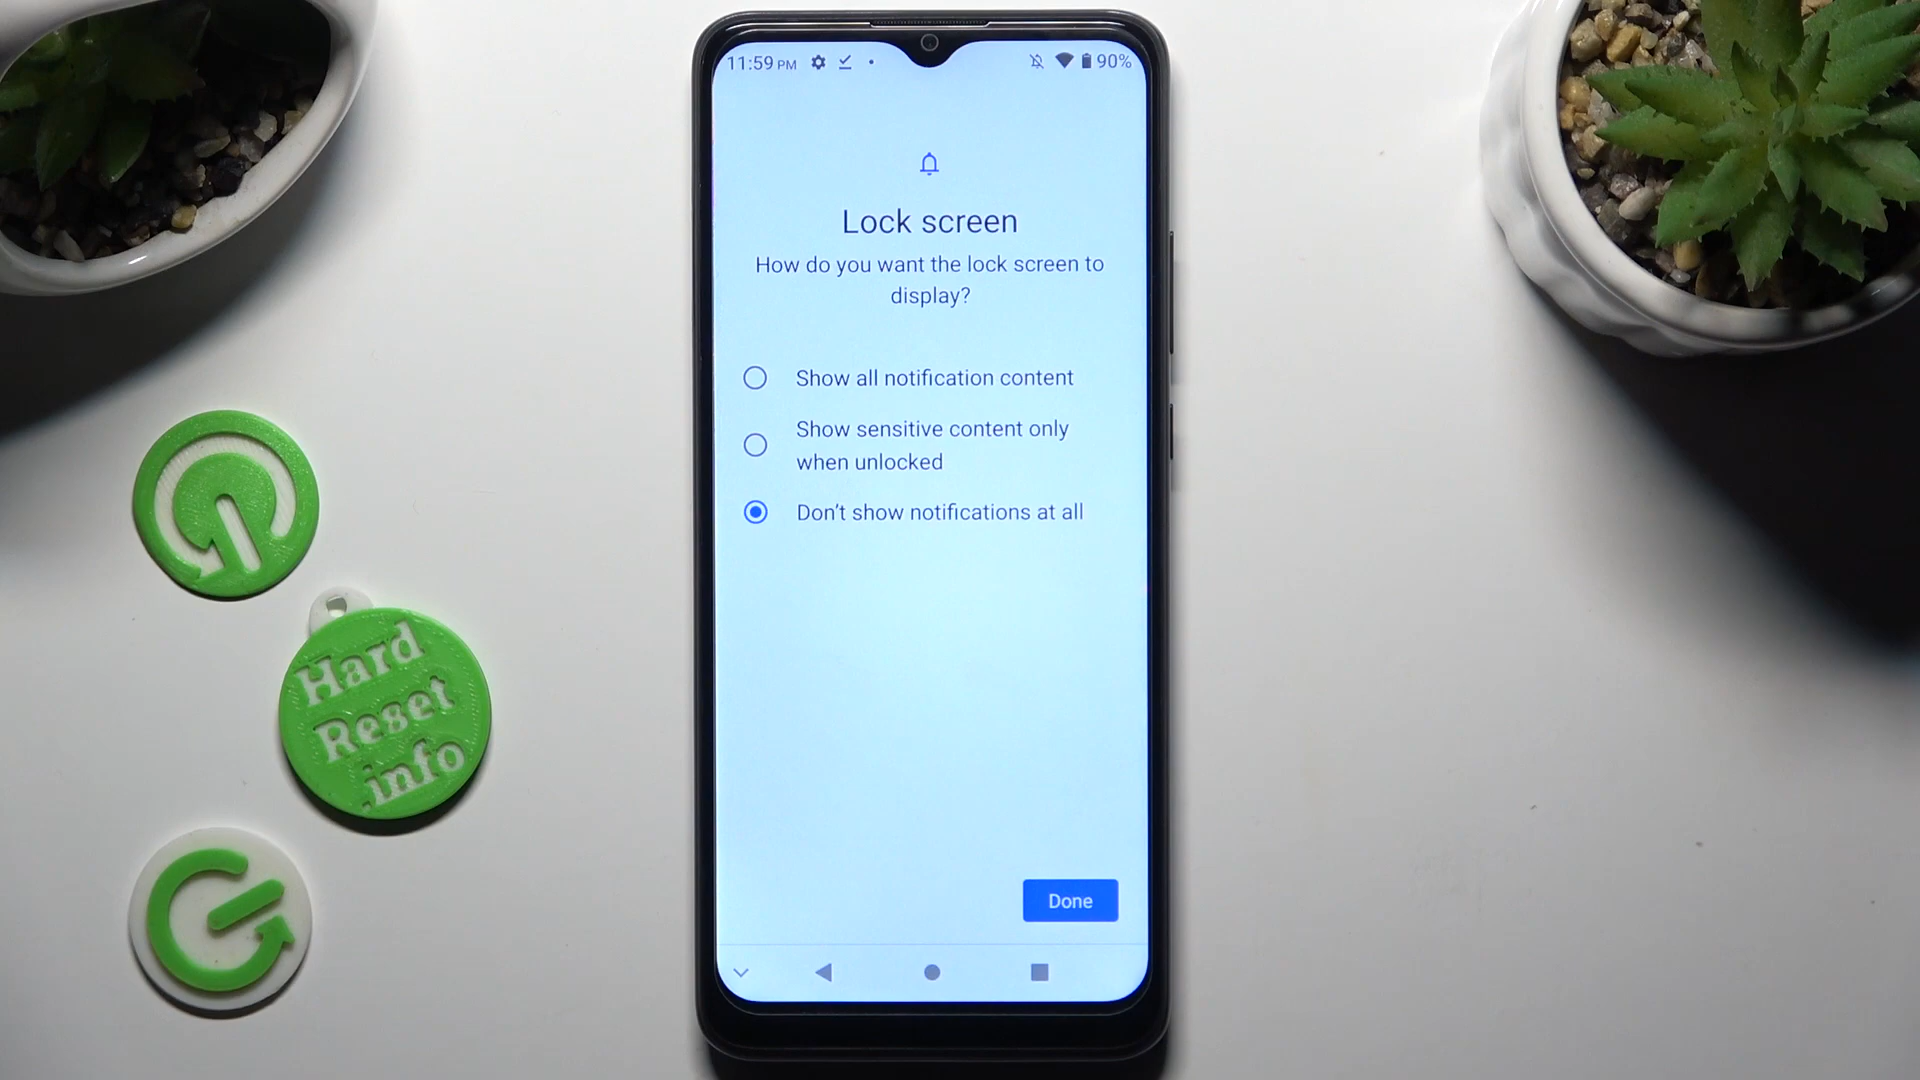 11:59 PM
90%
Lock screen
How do you want the lock screen to
display?
Show all notification content
Show sensitive content only
when unlocked
Don't show notifications at all
Done
Hard
Reset
.info